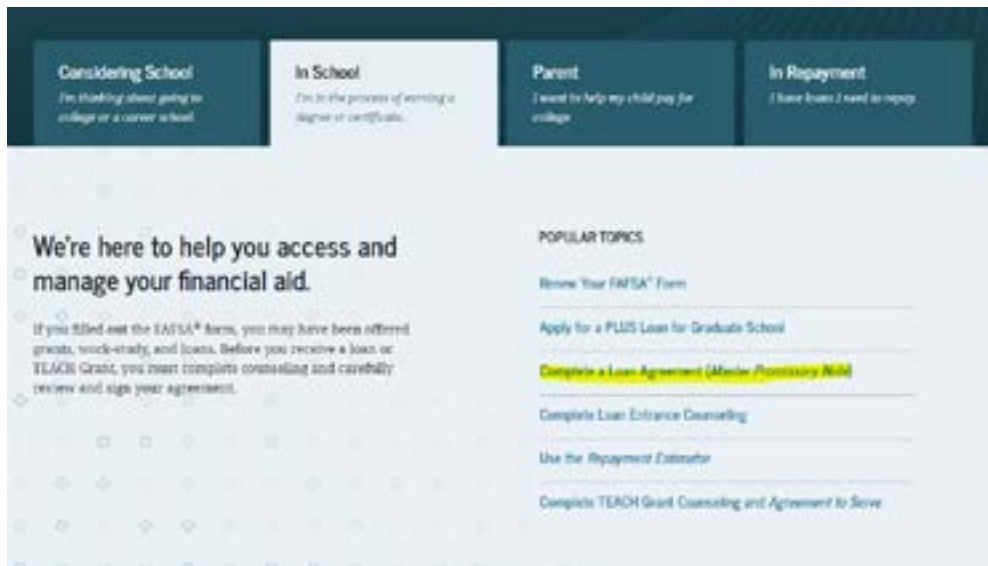 Considering School
I'm thinking about going to
college or a career school.
In School
I'm in the process of earning a
degree or certificate.
Parent
I want to help my child pay for
college.
In Repayment
I have loans I need to repay.
We're here to help you access and
manage your financial aid.
If you filled out the FAFSA® form, you may have been offered
grants, work-study, and loans. Before you receive a loan or
TEACH Grant, you must complete counseling and carefully
review and sign your agreement.
POPULAR TOPICS
Renew Your FAFSA® Form
Apply for a PLUS Loan for Graduate School
Complete a Loan Agreement (Master Promissory Note)
Complete Loan Entrance Counseling
Use the Repayment Estimator
Complete TEACH Grant Counseling and Agreement to Serve